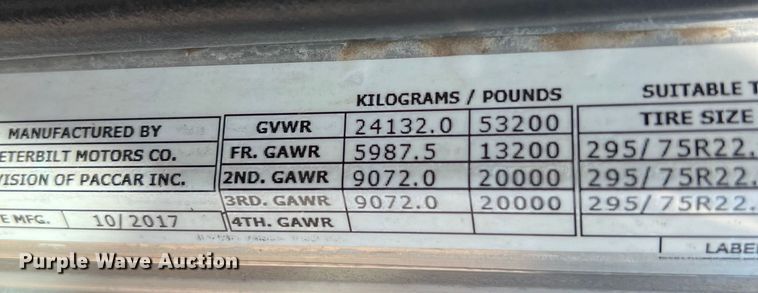 KILOGRAMS / POUNDS SUITABLE T
MANUFACTURED BY GVWR 24132.0 53200 TIRE SIZE
ETERBILT MOTORS CO. FR. GAWR 5987.5 13200 295/75R22.
VISION OF PACCAR INC. 2ND. GAWR 9072.0 20000 295/75R22.
3RD. GAWR 9072.0 20000 295/75R22.
E MFG. 10/2017 4TH. GAWR
LABE
Purple Wave Auction